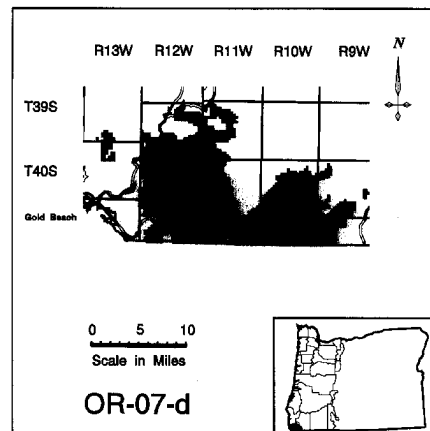 R13W R12W R11W R10W R9W
N
T39S
T40S
Gold Beach
0 5 10
Scale in Miles
OR-07-d